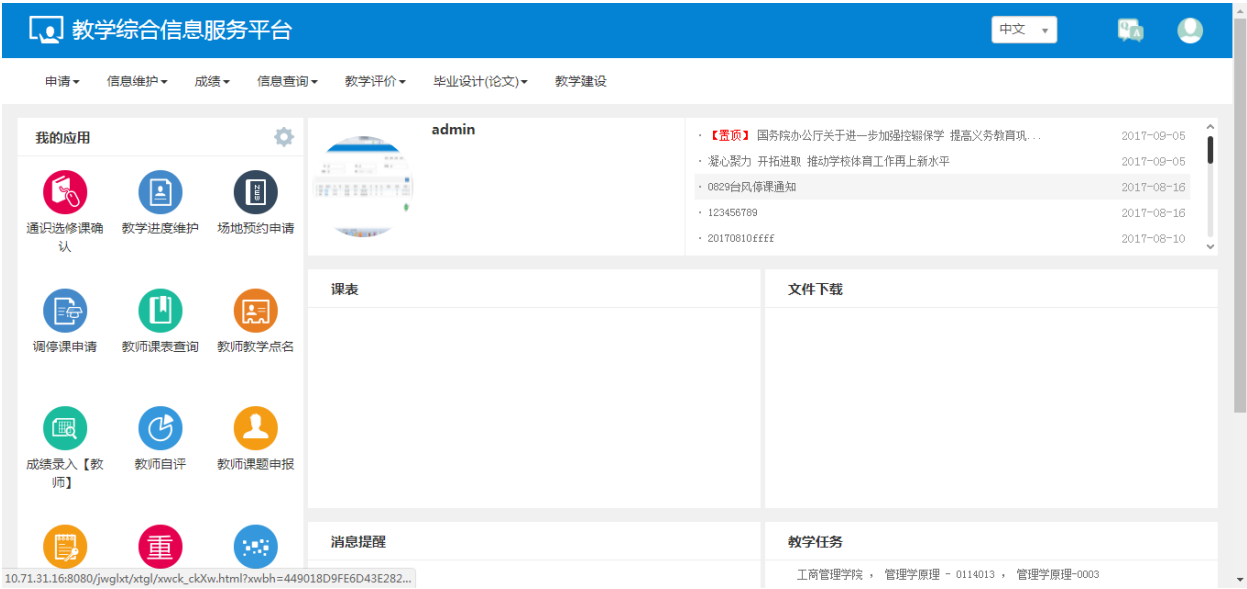 教学综合信息服务平台
中文
申请 信息维护 成绩 信息查询 教学评价 毕业设计(论文) 教学建设
我的应用
通识选修课确
认
教学进度维护
场地预约申请
调停课申请
教师课表查询
教师教学点名
成绩录入【教
师】
教师自评
教师课题申报
重
admin
· 【置顶】 国务院办公厅关于进一步加强控辍保学 提高义务教育巩... 2017-09-05
· 凝心聚力 开拓进取 推动学校体育工作再上新水平 2017-09-05
· 0829台风停课通知 2017-08-16
· 123456789 2017-08-16
· 20170810ffff 2017-08-10
课表
文件下载
消息提醒
教学任务
工商管理学院 , 管理学原理 - 0114013 , 管理学原理-0003
10.71.31.16:8080/jwglxt/xtgl/xwck_ckXw.html?xwbh=449018D9FE6D43E282...